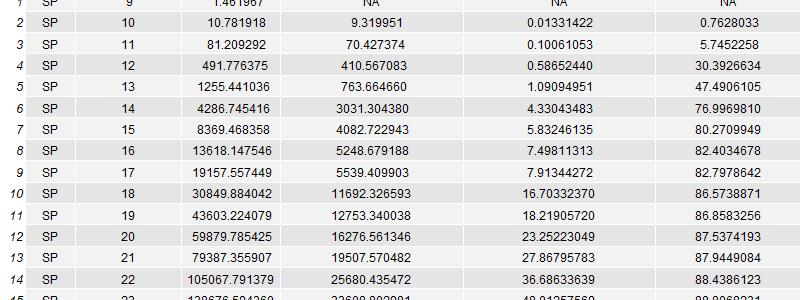 1 SP 9 1.461967 NA NA NA
2 SP 10 10.781918 9.319951 0.01331422 0.7628033
3 SP 11 81.209292 70.427374 0.10061053 5.7452258
4 SP 12 491.776375 410.567083 0.58652440 30.3926634
5 SP 13 1255.441036 763.664660 1.09094951 47.4906105
6 SP 14 4286.745416 3031.304380 4.33043483 76.9969810
7 SP 15 8369.468358 4082.722943 5.83246135 80.2709949
8 SP 16 13618.147546 5248.679188 7.49811313 82.4034678
9 SP 17 19157.557449 5539.409903 7.91344272 82.7978642
10 SP 18 30849.884042 11692.326593 16.70332370 86.5738871
11 SP 19 43603.224079 12753.340038 18.21905720 86.8583256
12 SP 20 59879.785425 16276.561346 23.25223049 87.5374193
13 SP 21 79387.355907 19507.570482 27.86795783 87.9449084
14 SP 22 105067.791379 25680.435472 36.68633639 88.4386123
15 SP 23